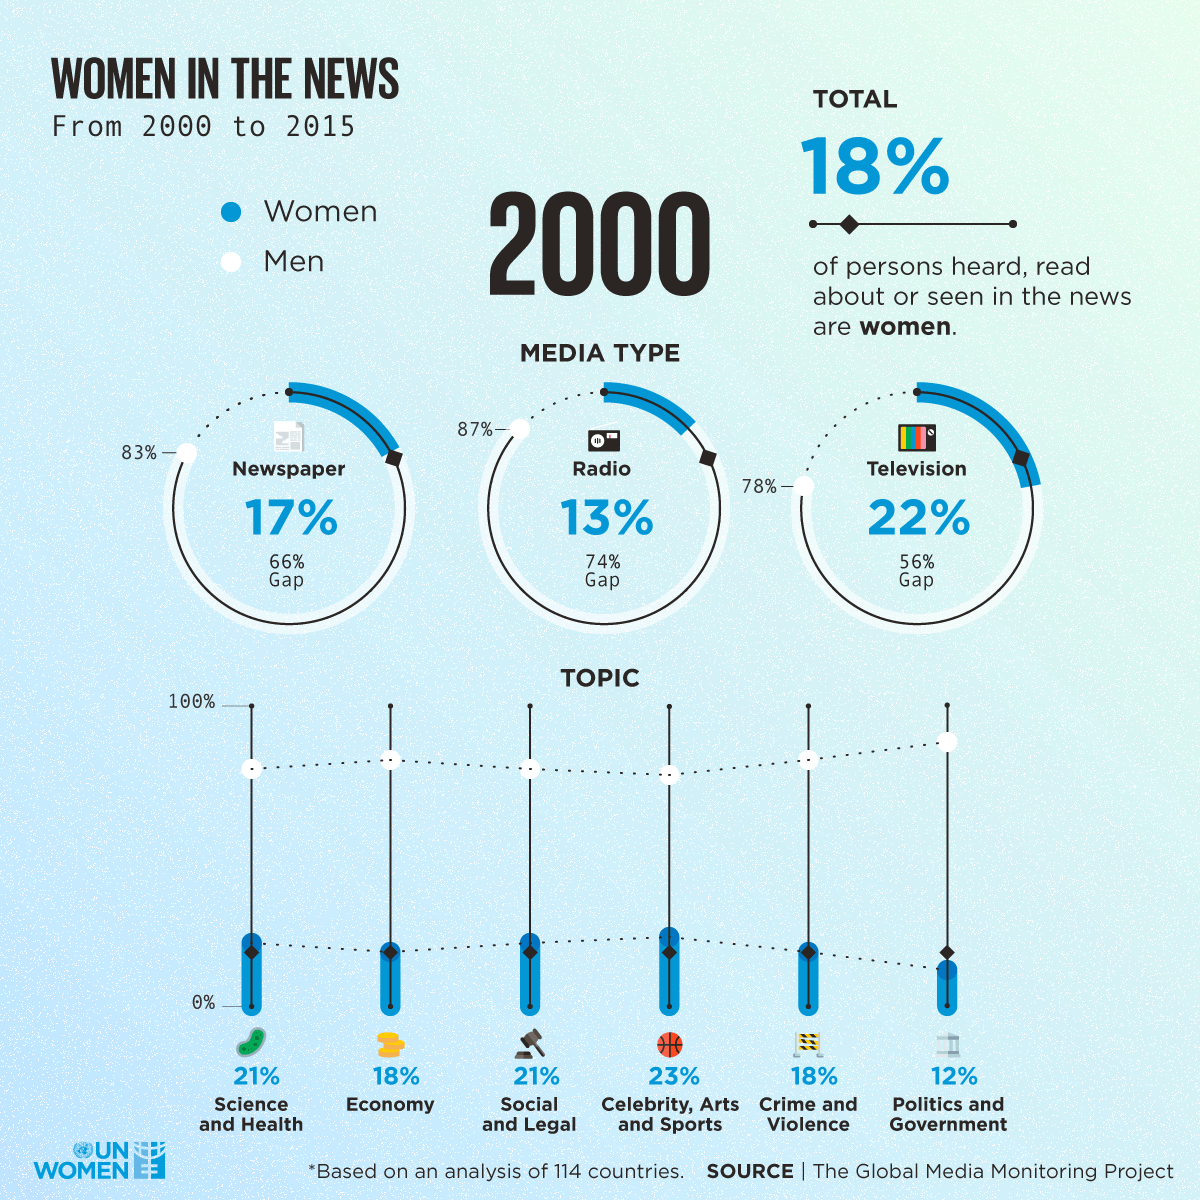 WOMEN IN THE NEWS
From 2000 to 2015
Women
Men
2000
TOTAL
18%
of persons heard, read
about or seen in the news
are women.
MEDIA TYPE
83%
Newspaper
17%
66%
Gap
87%
Radio
13%
74%
Gap
78%
Television
22%
56%
Gap
TOPIC
100%
0%
21%
Science
and Health
18%
Economy
21%
Social
and Legal
23%
Celebrity, Arts
and Sports
18%
Crime and
Violence
12%
Politics and
Government
UN
WOMEN
*Based on an analysis of 114 countries.
SOURCE | The Global Media Monitoring Project